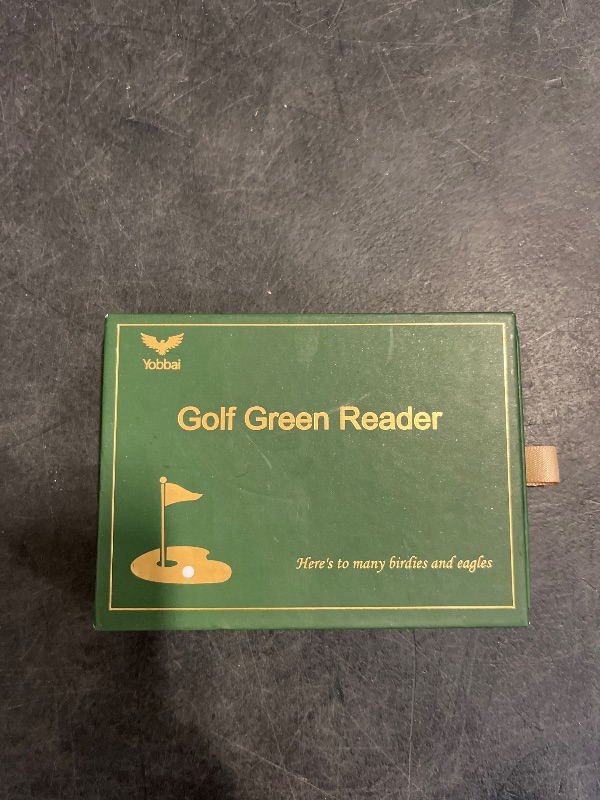 Yobbai
Golf Green Reader
Here's to many birdies and eagles